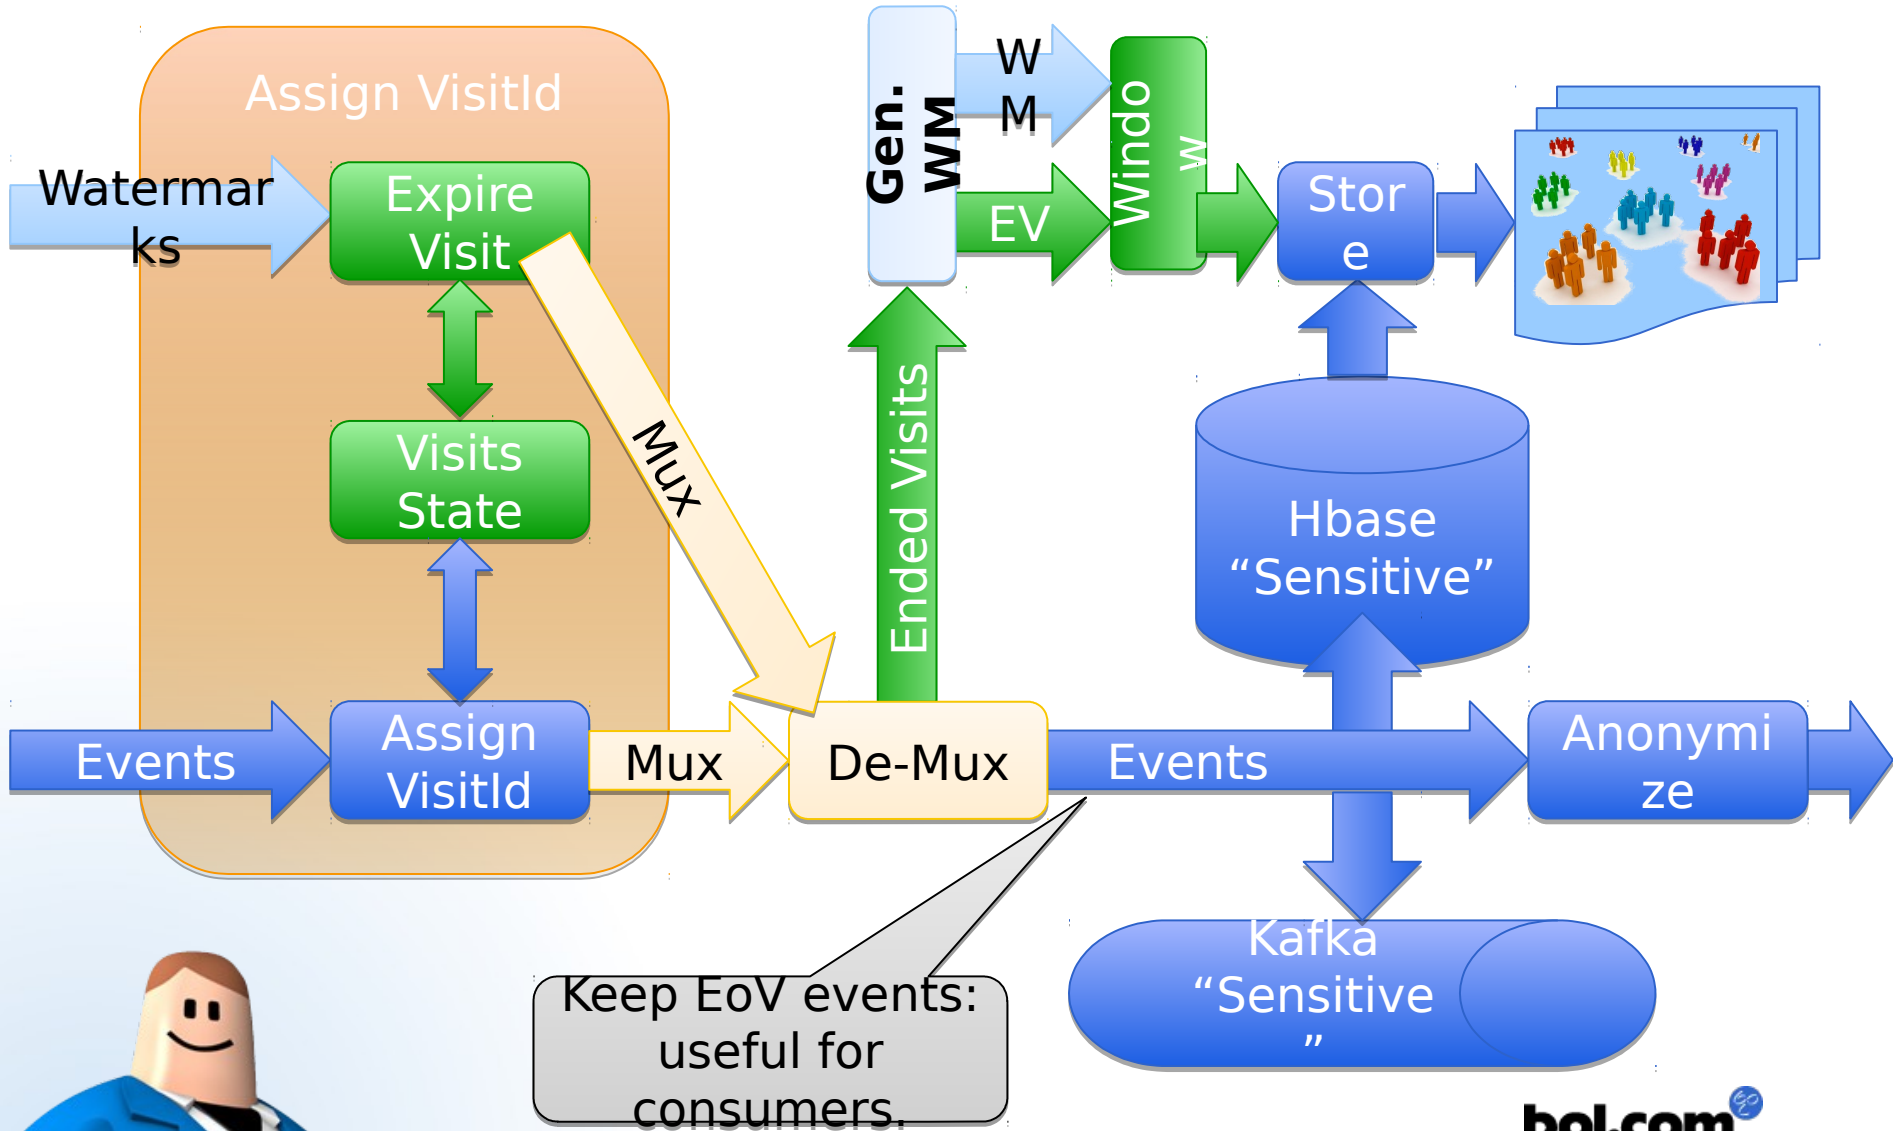 Assign VisitId
Watermar
ks
Expire
Visit
Visits
State
Events
Assign
VisitId
Mux
Mux
De-Mux
Ended Visits
Gen.
WM
W
M
EV
Windo
w
Stor
e
Hbase
“Sensitive”
Events
Anonymi
ze
Kafka
“Sensitive
”
Keep EoV events:
useful for
consumers.
bol.com